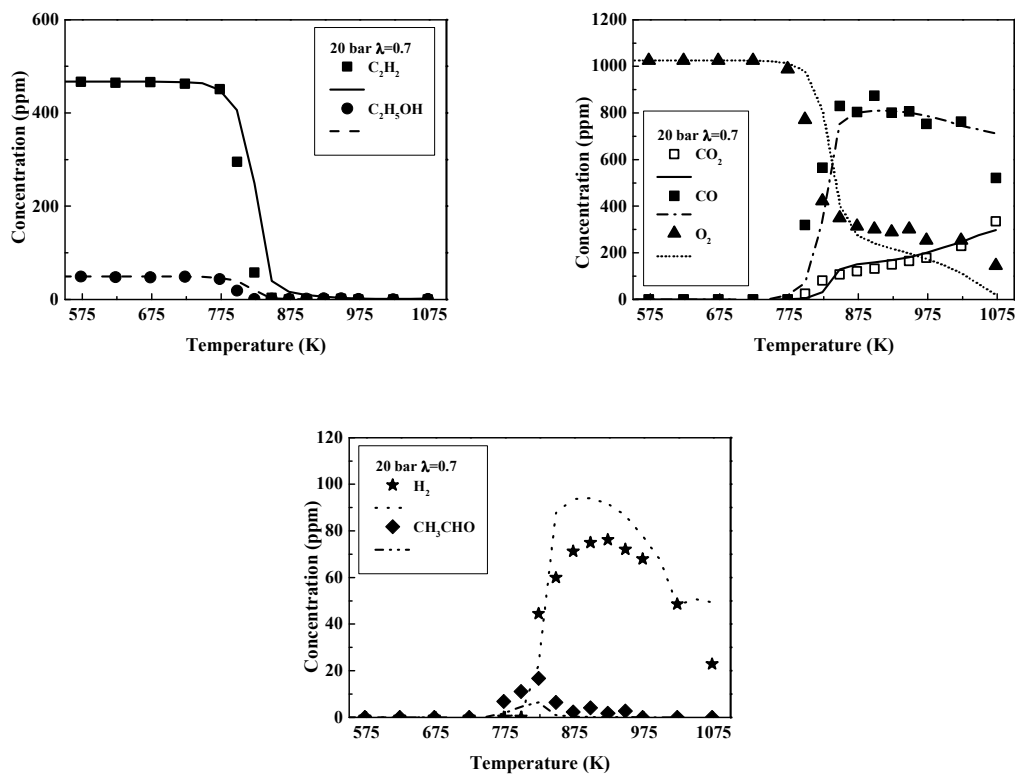 600
400
200
0
575 675 775 875 975 1075
Concentration (ppm)
Temperature (K)
20 bar λ=0.7
C₂H₂
C₂H₅OH
1200
1000
800
600
400
200
0
575 675 775 875 975 1075
Concentration (ppm)
Temperature (K)
20 bar λ=0.7
CO₂
CO
O₂
120
100
80
60
40
20
0
575 675 775 875 975 1075
Concentration (ppm)
Temperature (K)
20 bar λ=0.7
H₂
CH₃CHO